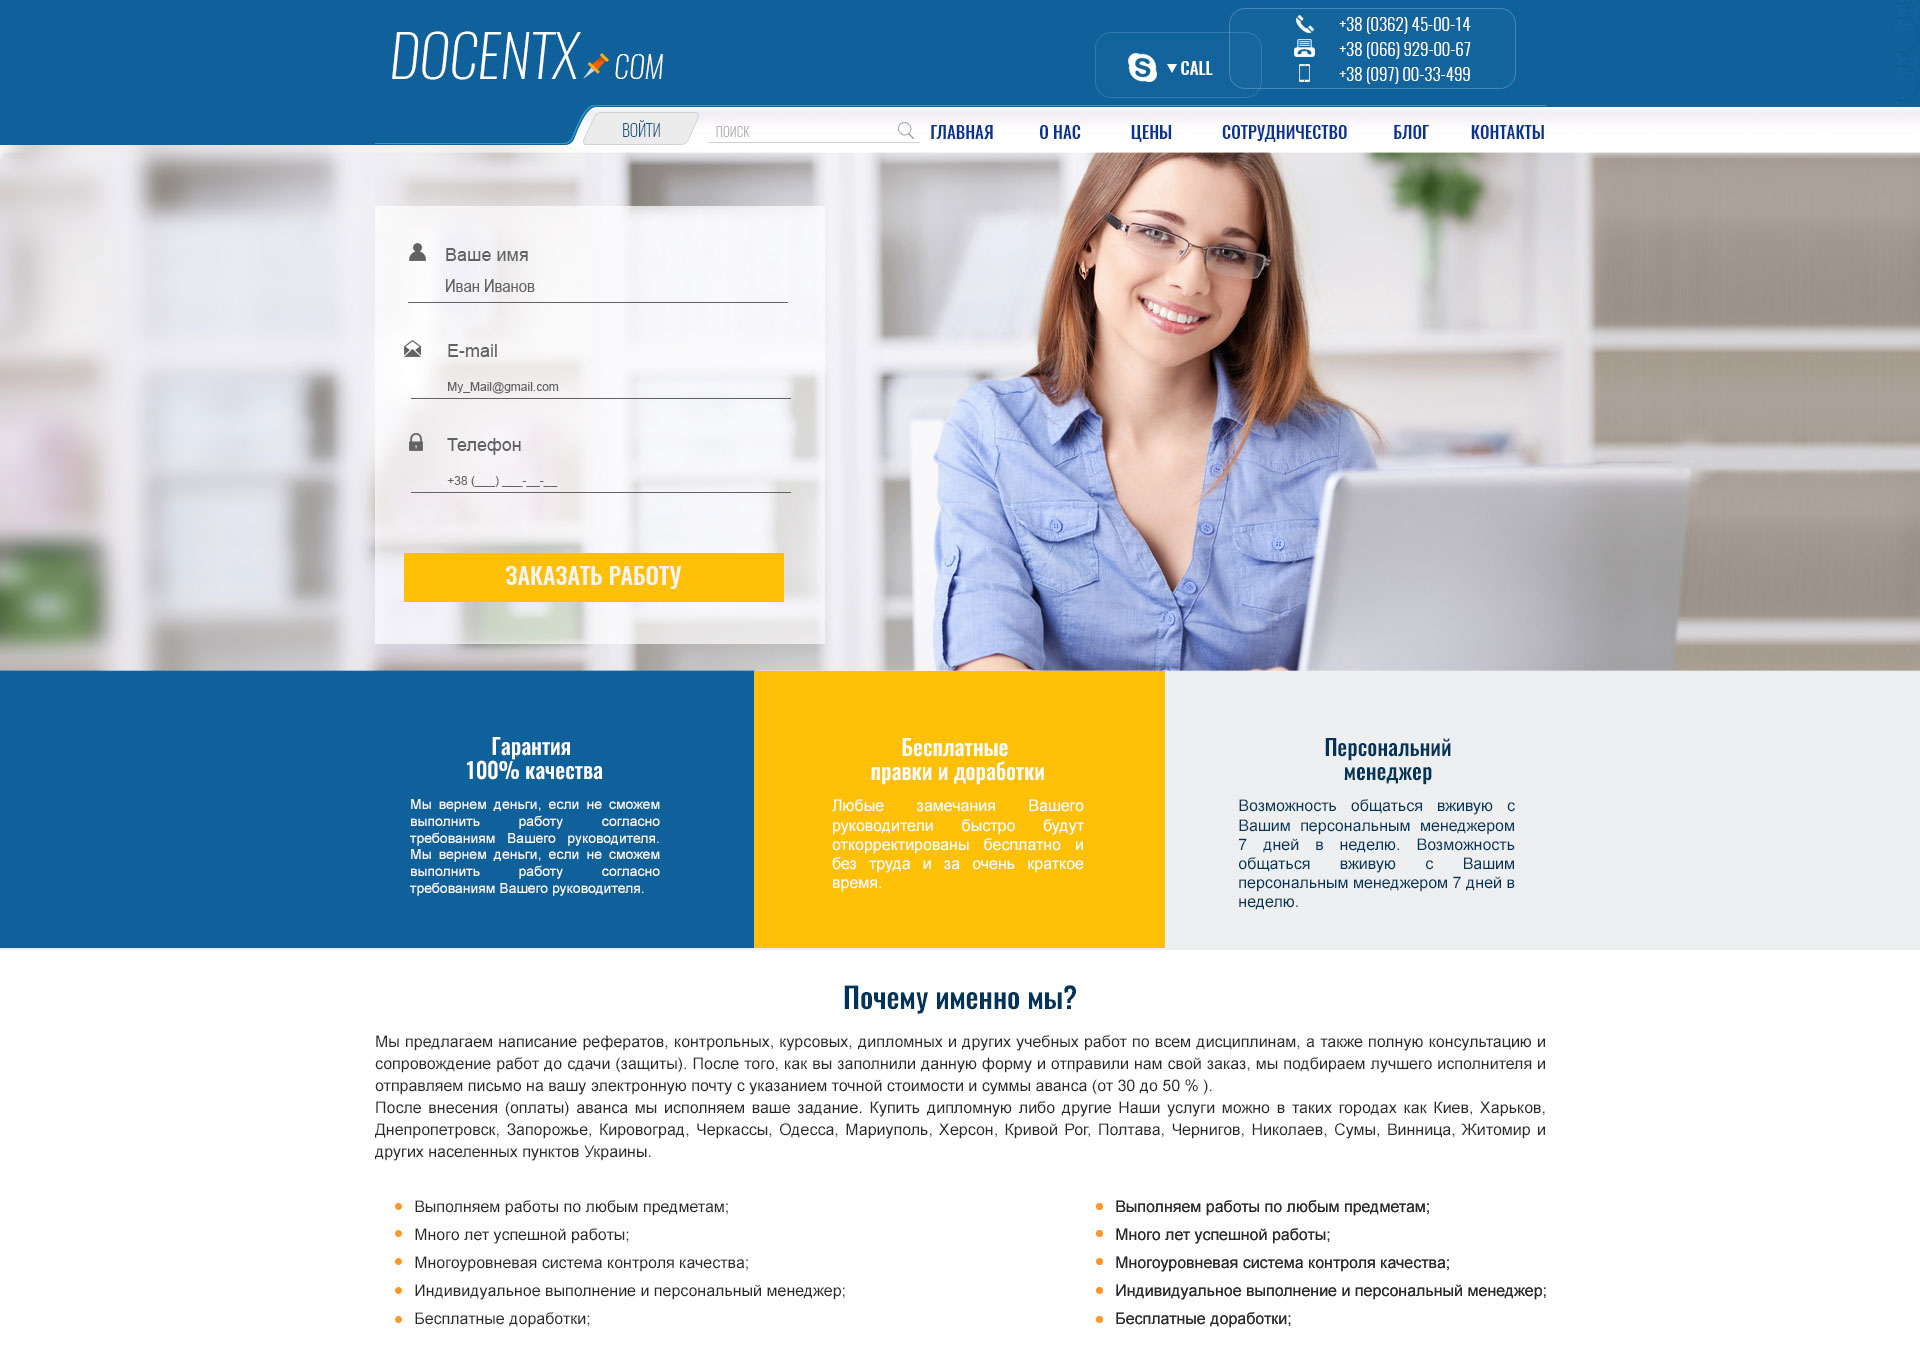 DOCENTX COM
CALL
+38 (0362) 45-00-14
+38 (066) 929-00-67
+38 (097) 00-33-499
ВОЙТИ
ПОИСК
ГЛАВНАЯ
О НАС
ЦЕНЫ
СОТРУДНИЧЕСТВО
БЛОГ
КОНТАКТЫ
Ваше имя
Иван Иванов
E-mail
My_Mail@gmail.com
Телефон
+38 (___) ___-__-__
ЗАКАЗАТЬ РАБОТУ
Гарантия
100% качества
Мы вернем деньги, если не сможем
выполнить работу согласно
требованиям Вашего руководителя.
Мы вернем деньги, если не сможем
выполнить работу согласно
требованиям Вашего руководителя.
Бесплатные
правки и доработки
Любые замечания Вашего
руководители быстро будут
откорректированы бесплатно и
без труда и за очень краткое
время.
Персональний
менеджер
Возможность общаться вживую с
Вашим персональным менеджером
7 дней в неделю. Возможность
общаться вживую с Вашим
персональным менеджером 7 дней в
неделю.
Почему именно мы?
Мы предлагаем написание рефератов, контрольных, курсовых, дипломных и других учебных работ по всем дисциплинам, а также полную консультацию и
сопровождение работ до сдачи (защиты). После того, как вы заполнили данную форму и отправили нам свой заказ, мы подбираем лучшего исполнителя и
отправляем письмо на вашу электронную почту с указанием точной стоимости и суммы аванса (от 30 до 50 % ).
После внесения (оплаты) аванса мы исполняем ваше задание. Купить дипломную либо другие Наши услуги можно в таких городах как Киев, Харьков,
Днепропетровск, Запорожье, Кировоград, Черкассы, Одесса, Мариуполь, Херсон, Кривой Рог, Полтава, Чернигов, Николаев, Сумы, Винница, Житомир и
других населенных пунктов Украины.
Выполняем работы по любым предметам;
Много лет успешной работы;
Многоуровневая система контроля качества;
Индивидуальное выполнение и персональный менеджер;
Бесплатные доработки;
Выполняем работы по любым предметам;
Много лет успешной работы;
Многоуровневая система контроля качества;
Индивидуальное выполнение и персональный менеджер;
Бесплатные доработки;